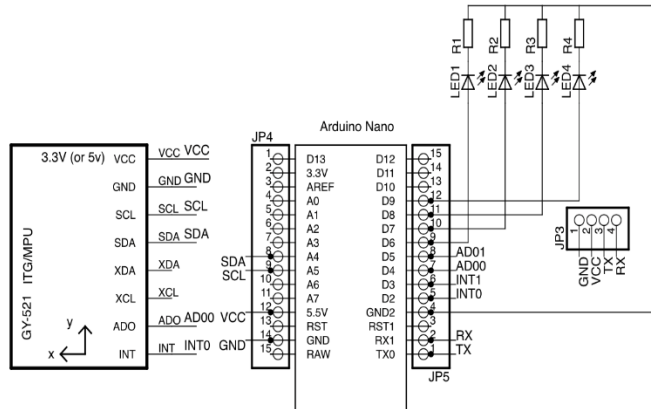 R1 R2 R3 R4
LED1 LED2 LED3 LED4
Arduino Nano
JP4
GY-521 ITG/MPU
3.3V (or 5v)
VCC VCC VCC
GND GND GND
SCL SCL SCL
SDA SDA SDA
XDA XDA
XCL XCL
ADO ADO AD00
INT INT INT0
y
x
SDA
SCL
VCC
GND
1 D13 D12 15
2 3.3V D11 14
3 AREF D10 13
4 A0 D9 12
5 A1 D8 11
6 A2 D7 10
7 A3 D6 9
8 A4 D5 8 AD01
9 A5 D4 7 AD00
10 A6 D3 6 INT1
11 A7 D2 5 INT0
12 5.5V GND2 4
13 RST RST1 3
14 GND RX1 2 RX
15 RAW TX0 1 TX
JP5
JP3
1 2 3 4
GND VCC TX RX